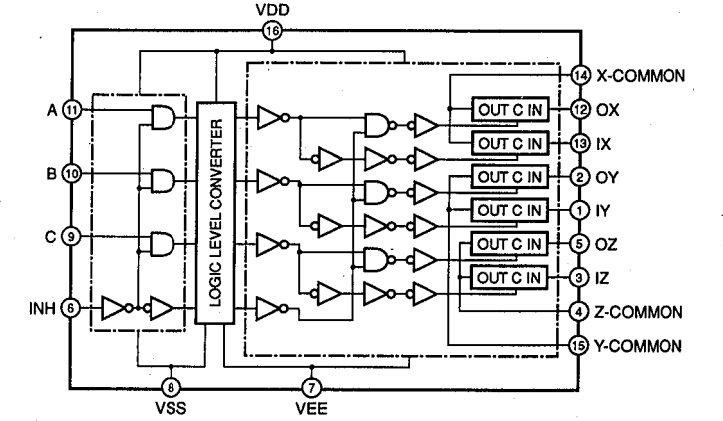 VDD
16
A 11
B 10
C 9
INH 6
LOGIC LEVEL CONVERTER
OUT C IN
OUT C IN
OUT C IN
OUT C IN
OUT C IN
OUT C IN
14 X-COMMON
12 OX
13 IX
2 OY
1 IY
5 OZ
3 IZ
4 Z-COMMON
15 Y-COMMON
8
VSS
7
VEE